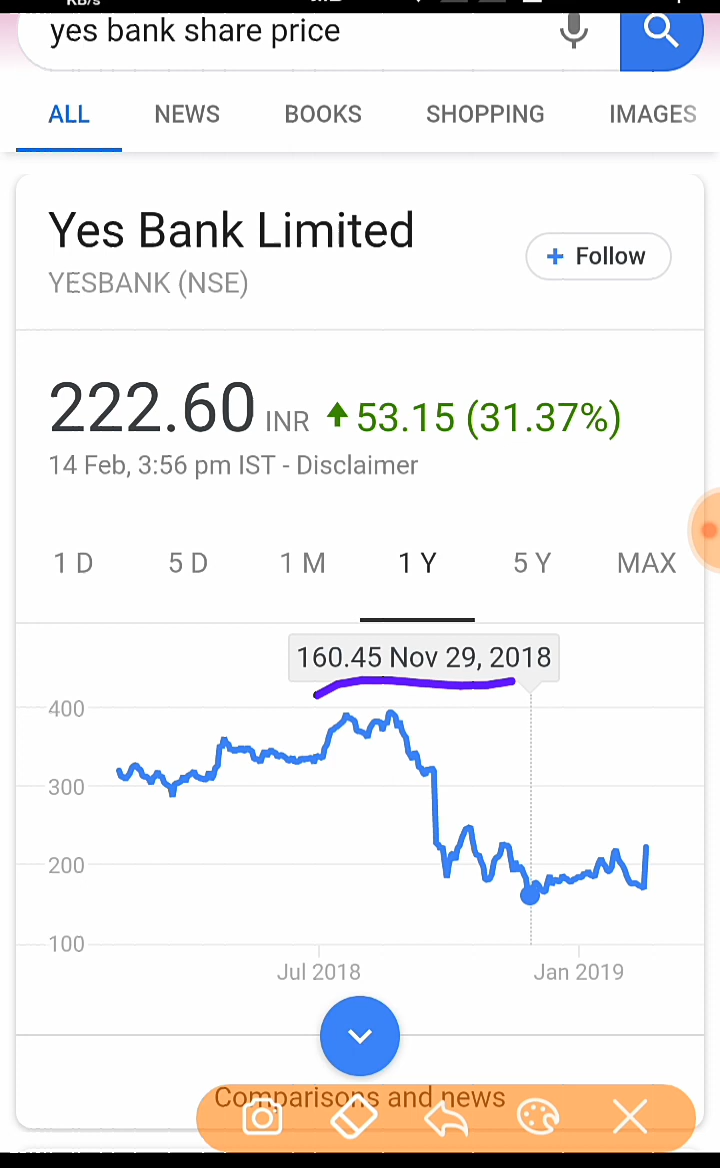 KB/s
yes bank share price
ALL NEWS BOOKS SHOPPING IMAGES
Yes Bank Limited
+ Follow
YESBANK (NSE)
222.60 INR 53.15 (31.37%)
14 Feb, 3:56 pm IST - Disclaimer
1 D 5 D 1 M 1 Y 5 Y MAX
160.45 Nov 29, 2018
400
300
200
100
Jul 2018 Jan 2019
Comparisons and news